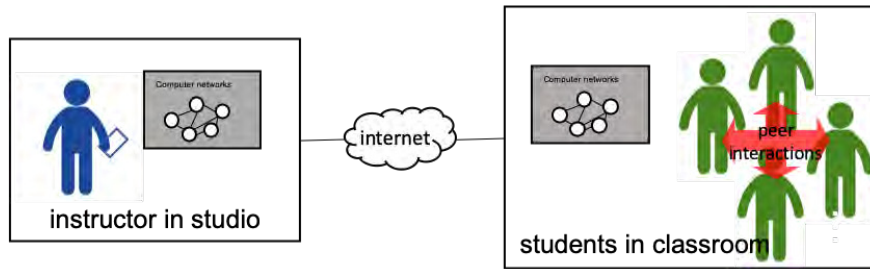 Computer networks
instructor in studio
internet
Computer networks
peer
interactions
students in classroom